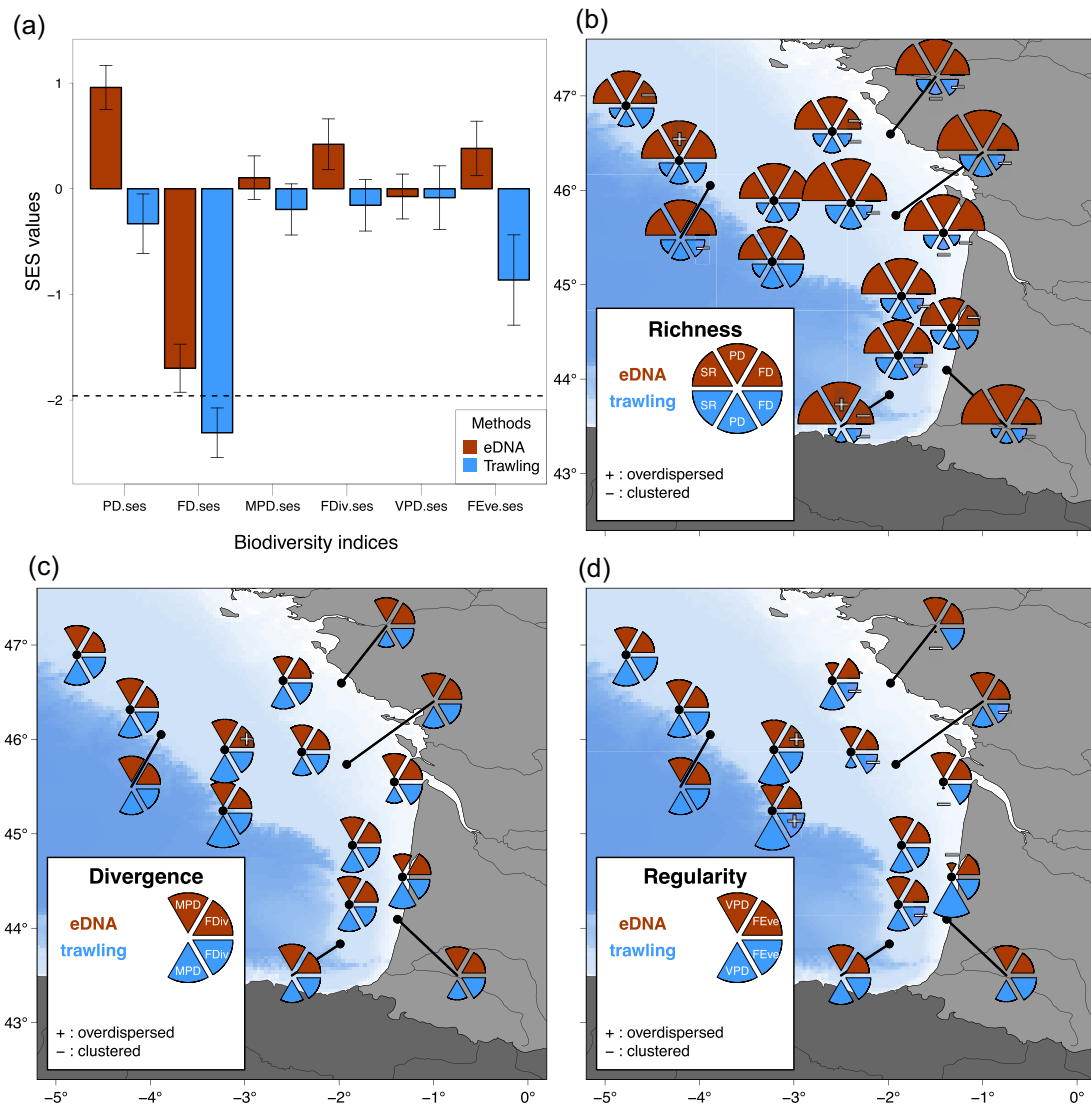 (a)
SES values
1
0
−1
−2
Methods
eDNA
Trawling
PD.ses
FD.ses
MPD.ses
FDiv.ses
VPD.ses
FEve.ses
Biodiversity indices
(b)
47°
46°
45°
44°
43°
Richness
eDNA
trawling
SR
PD
FD
SR
PD
FD
+ : overdispersed
− : clustered
(c)
47°
46°
45°
44°
43°
Divergence
eDNA
trawling
MPD
FDiv
FDiv
MPD
+ : overdispersed
− : clustered
−5°
−4°
−3°
−2°
−1°
0°
(d)
Regularity
eDNA
trawling
VPD
FEve
FEve
VPD
+ : overdispersed
− : clustered
−5°
−4°
−3°
−2°
−1°
0°